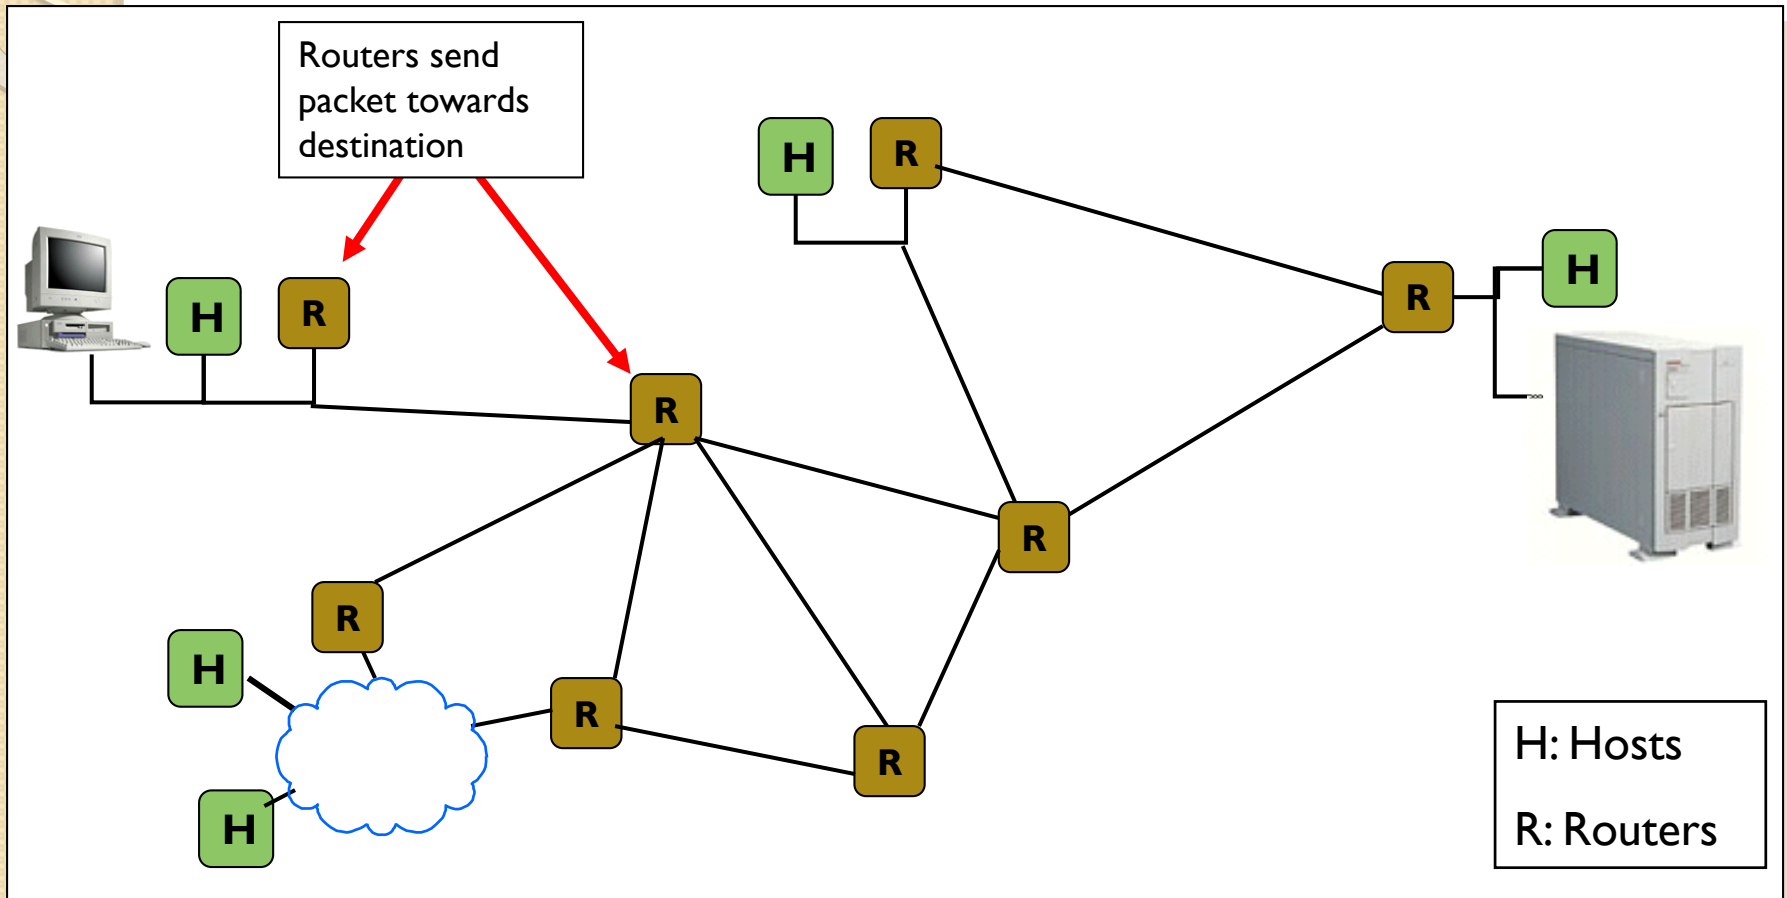 Routers send
packet towards
destination
H R
H
H R
R
R
R
R
H
R
H
R
R
H
H: Hosts
R: Routers